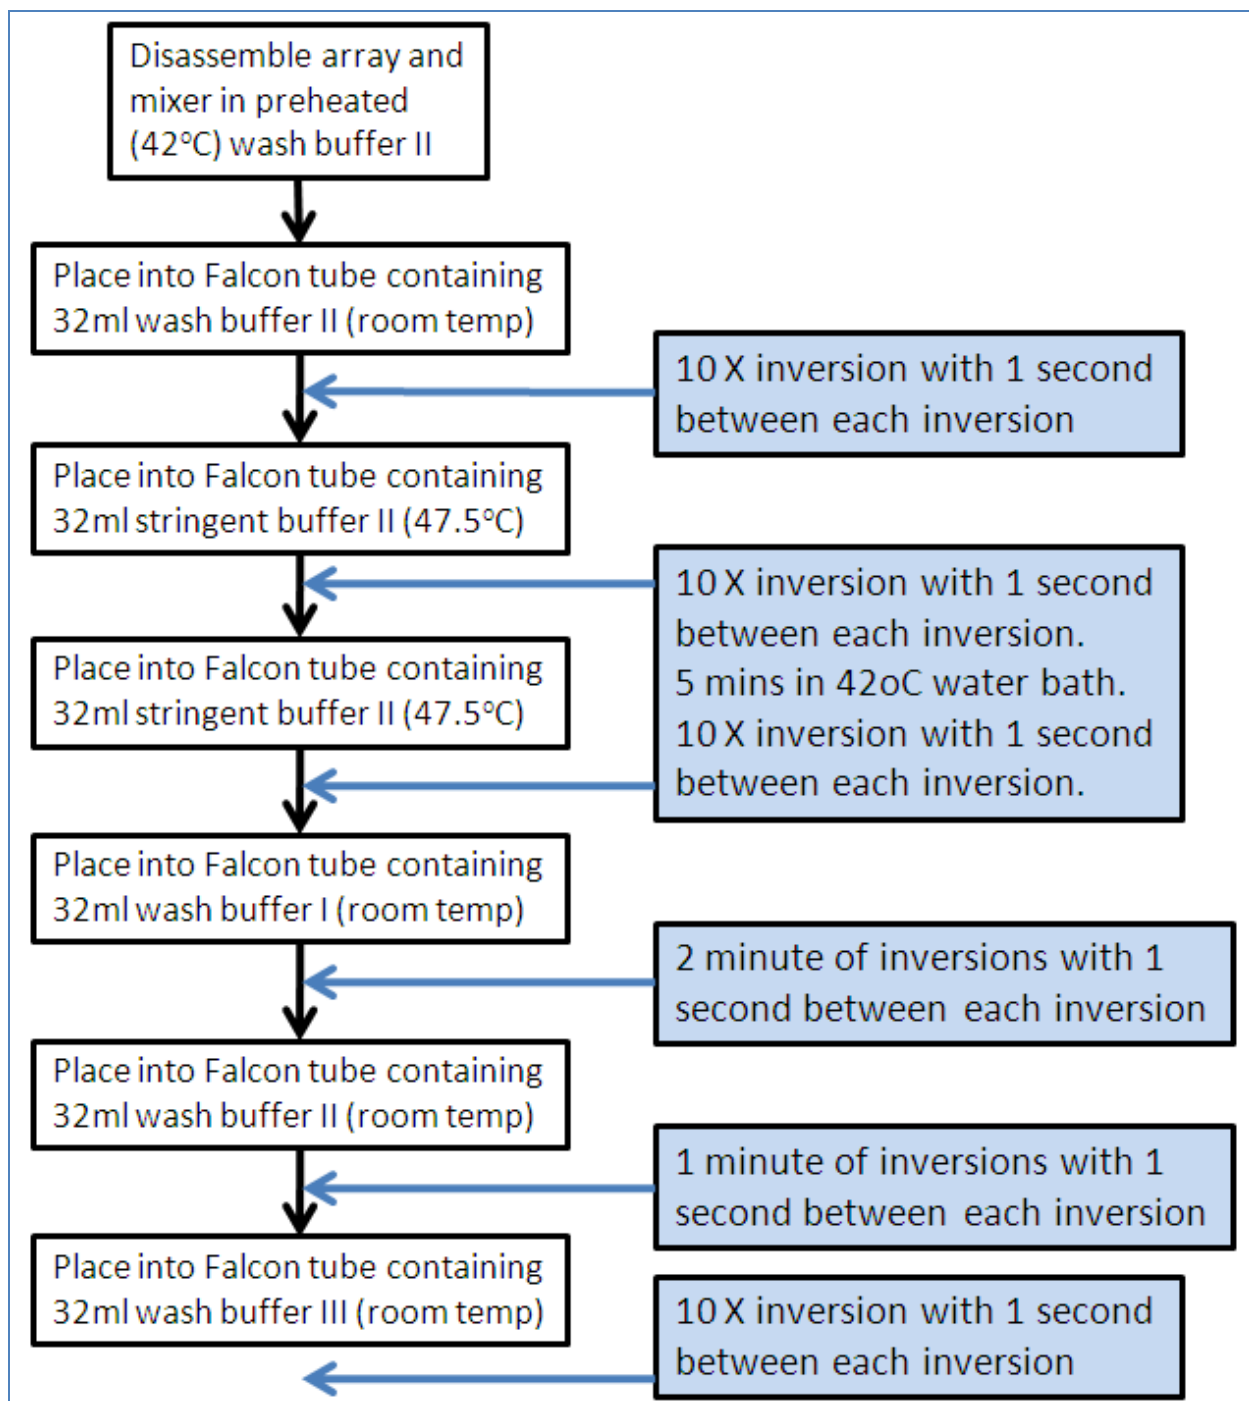 Disassemble array and
mixer in preheated
(42°C) wash buffer II
Place into Falcon tube containing
32ml wash buffer II (room temp)
10 X inversion with 1 second
between each inversion
Place into Falcon tube containing
32ml stringent buffer II (47.5°C)
10 X inversion with 1 second
between each inversion.
5 mins in 42oC water bath.
10 X inversion with 1 second
between each inversion.
Place into Falcon tube containing
32ml stringent buffer II (47.5°C)
Place into Falcon tube containing
32ml wash buffer I (room temp)
2 minute of inversions with 1
second between each inversion
Place into Falcon tube containing
32ml wash buffer II (room temp)
1 minute of inversions with 1
second between each inversion
Place into Falcon tube containing
32ml wash buffer III (room temp)
10 X inversion with 1 second
between each inversion